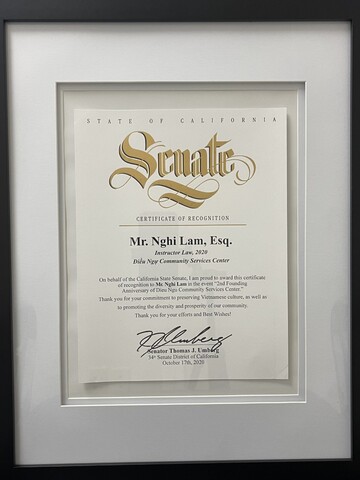 STATE OF CALIFORNIA
Senate
CERTIFICATE OF RECOGNITION
Mr. Nghi Lam, Esq.
Instructor Law, 2020
Diệu Ngự Community Services Center
On behalf of the California State Senate, I am proud to award this certificate
of recognition to Mr. Nghi Lam in the event "2nd Founding
Anniversary of Dieu Ngu Community Services Center."
Thank you for your commitment to preserving Vietnamese culture, as well as
to promoting the diversity and prosperity of our community.
Thank you for your efforts and Best Wishes!
Senator Thomas J. Umberg
34th Senate District of California
October 17th, 2020